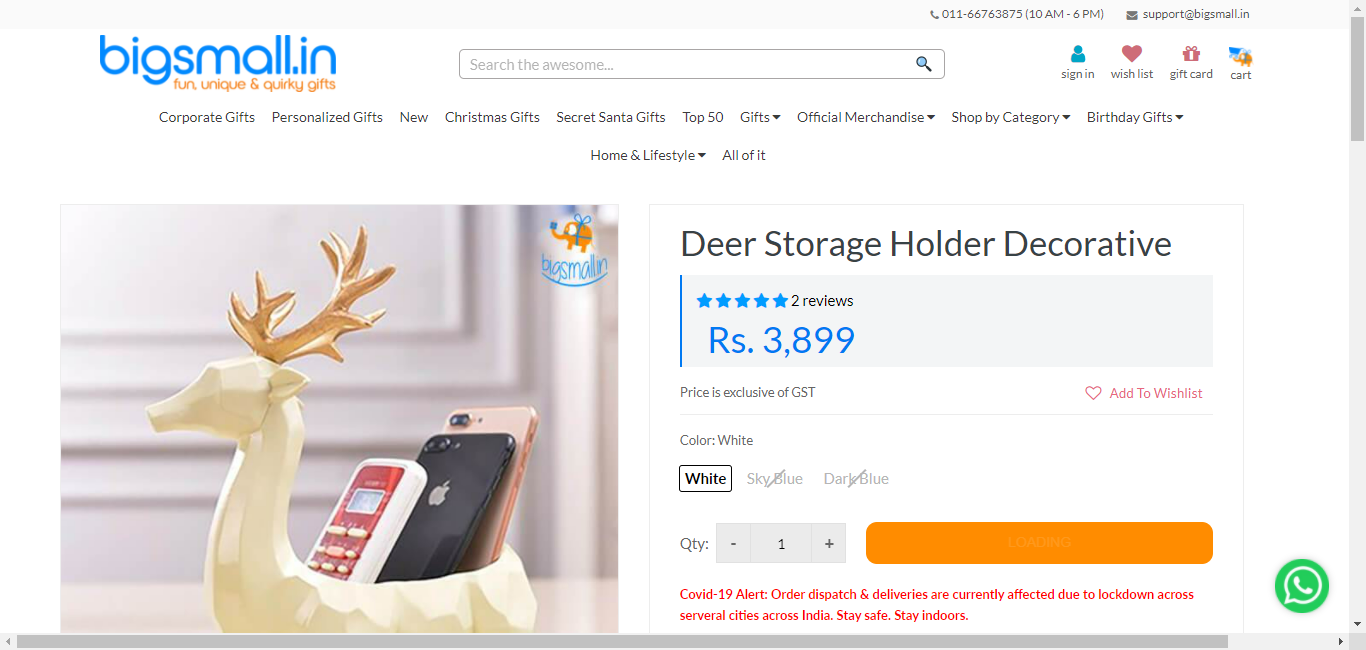 011-66763875 (10 AM - 6 PM) support@bigsmall.in
bigsmall.in
fun, unique & quirky gifts
Search the awesome...
sign in wish list gift card cart
Corporate Gifts Personalized Gifts New Christmas Gifts Secret Santa Gifts Top 50 Gifts Official Merchandise Shop by Category Birthday Gifts
Home & Lifestyle All of it
bigsmall.in
Deer Storage Holder Decorative
2 reviews
Rs. 3,899
Price is exclusive of GST Add To Wishlist
Color: White
White Sky Blue Dark Blue
Qty: - 1 + LOADING
Covid-19 Alert: Order dispatch & deliveries are currently affected due to lockdown across
serveral cities across India. Stay safe. Stay indoors.